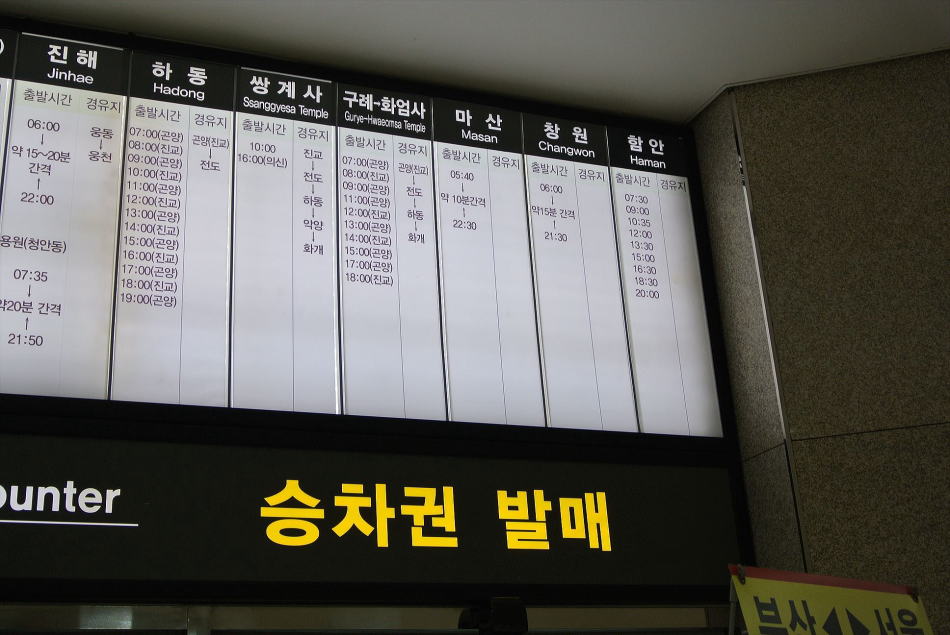 진해
Jinhae
출발시간 경유지
06:00
↓
약 15~20분
간격
↑
22:00
웅동
↓
웅천
용원(청안동)
07:35
↓
약20분 간격
↑
21:50
하동
Hadong
출발시간 경유지
07:00(곤양)
08:00(진교)
09:00(곤양)
10:00(진교)
11:00(곤양)
12:00(진교)
13:00(곤양)
14:00(진교)
15:00(곤양)
16:00(진교)
17:00(곤양)
18:00(진교)
19:00(곤양)
곤양(진교)
↓
전도
쌍계사
Ssanggyesa Temple
출발시간 경유지
10:00
16:00(의신)
진교
↓
전도
↓
하동
↓
악양
↓
화개
구례~화엄사
Gurye~Hwaeomsa Temple
출발시간 경유지
07:00(곤양)
08:00(진교)
09:00(곤양)
11:00(곤양)
12:00(진교)
13:00(곤양)
14:00(진교)
15:00(곤양)
17:00(곤양)
18:00(진교)
곤양(진교)
↓
전도
↓
하동
↓
화개
마산
Masan
출발시간 경유지
05:40
↓
약 10분간격
↑
22:30
창원
Changwon
출발시간 경유지
06:00
↓
약15분 간격
↑
21:30
함안
Haman
출발시간 경유지
07:30
09:00
10:35
12:00
13:30
15:00
16:30
18:30
20:00
ounter
승차권 발매
부산◀▶서울